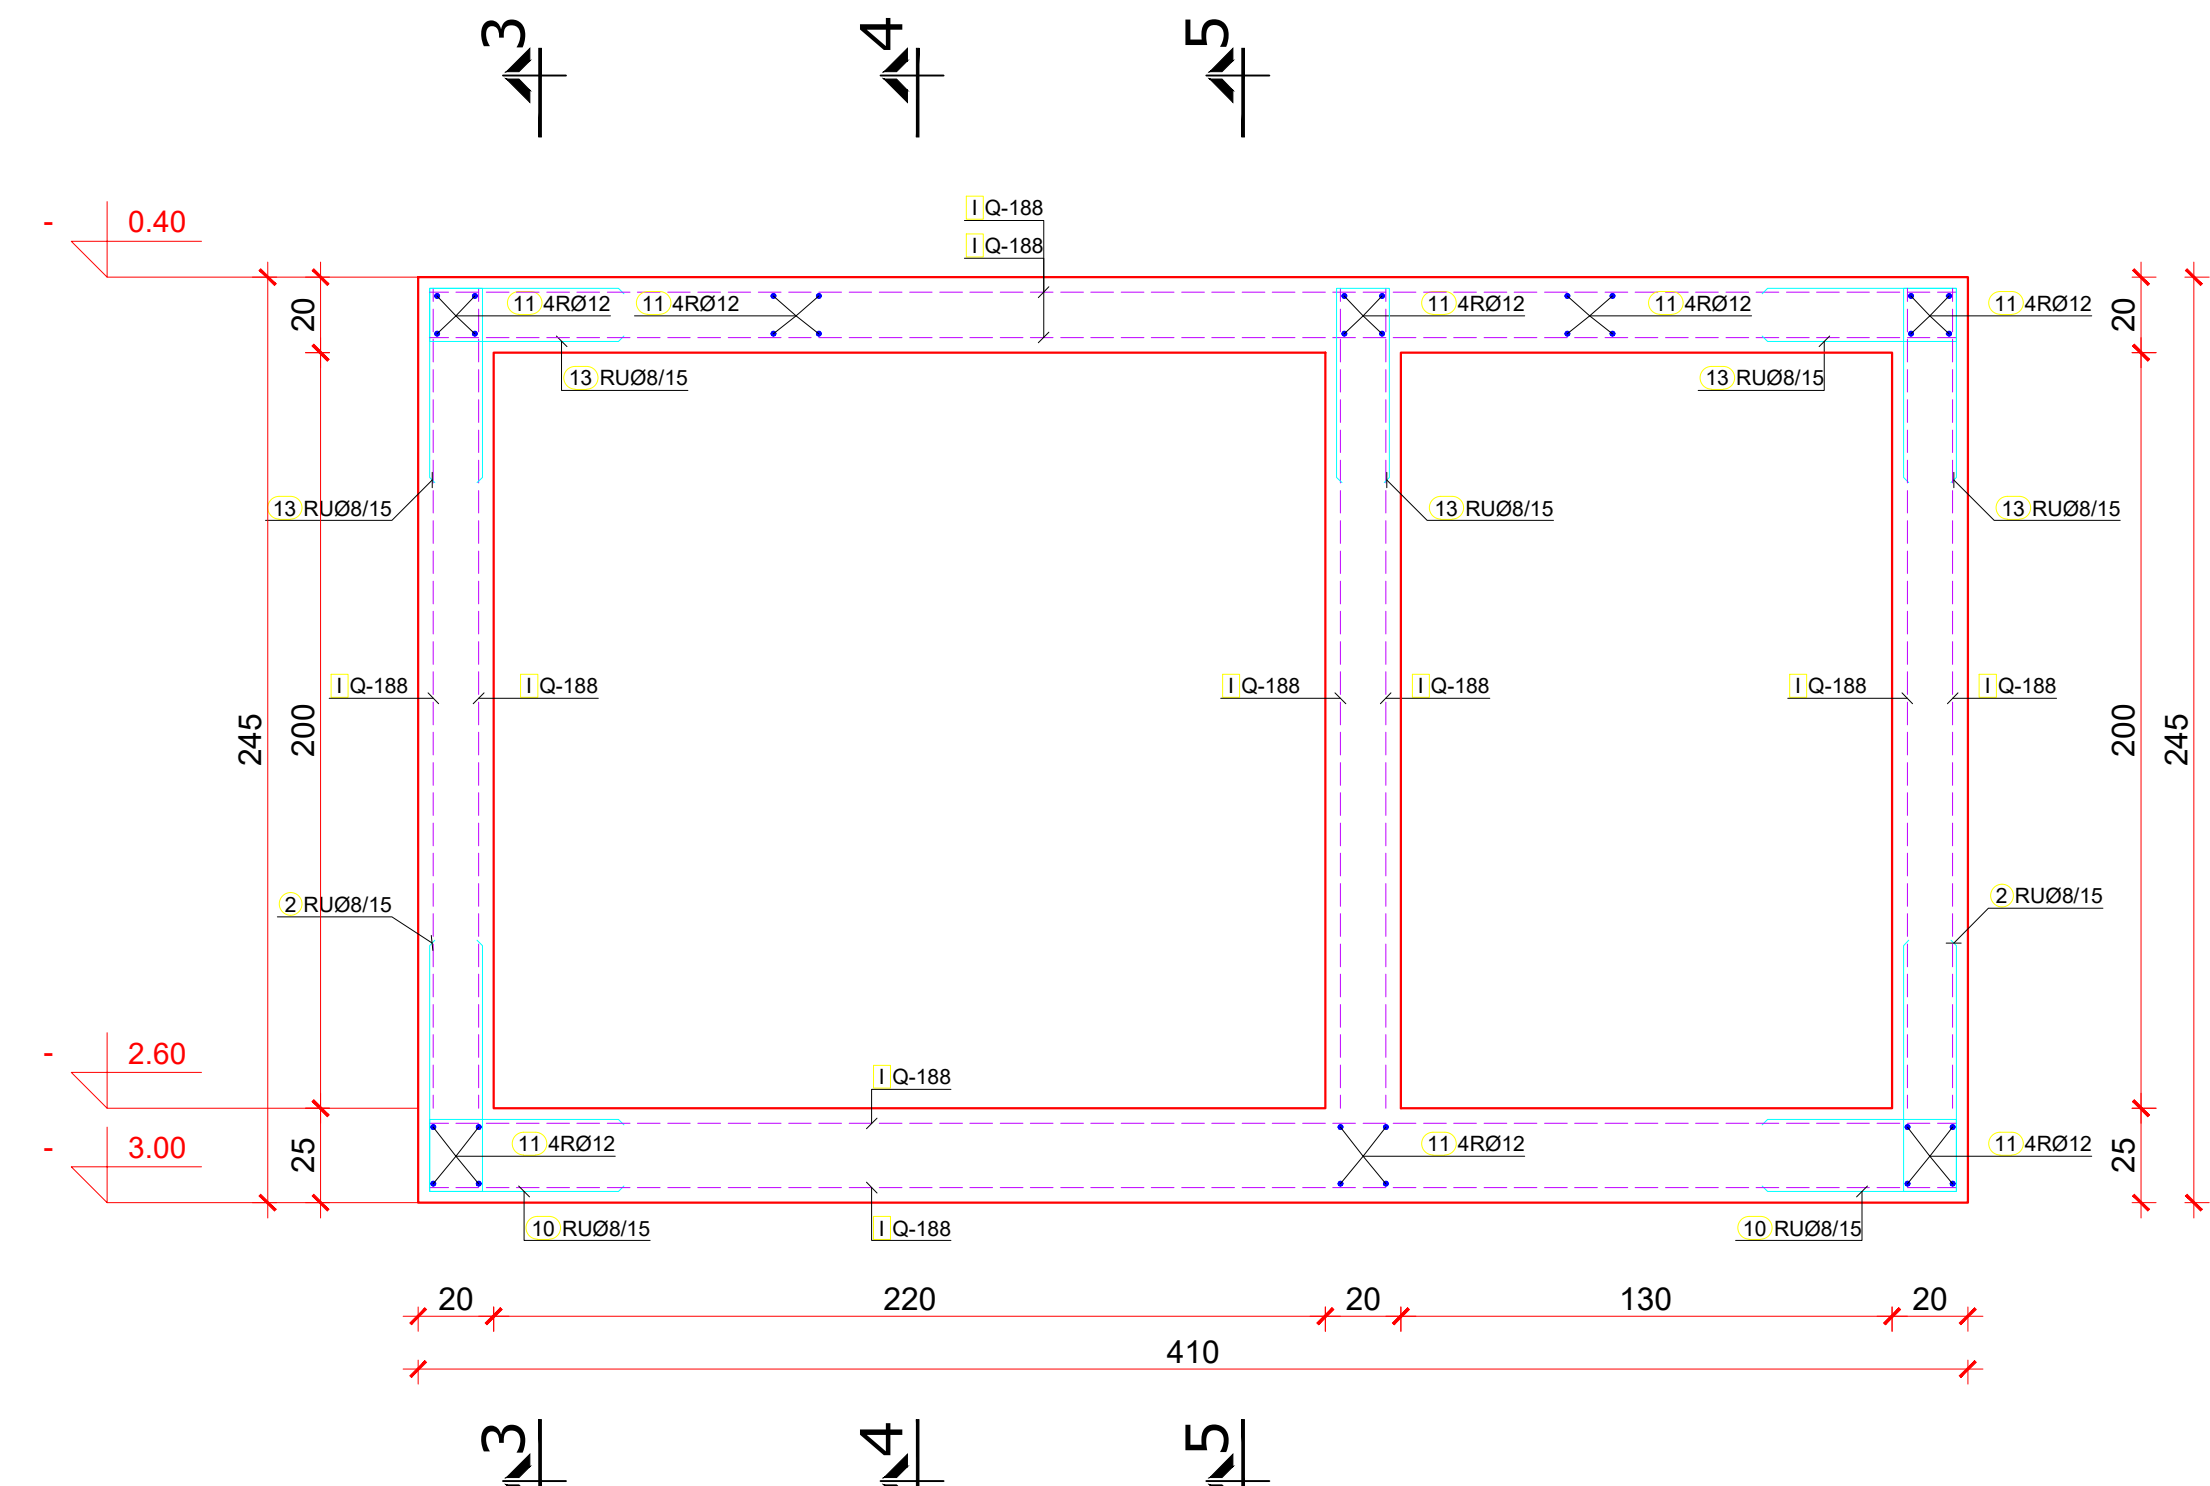 3 4 5
- 0.40
I Q-188
I Q-188
20 11 4RØ12 11 4RØ12 11 4RØ12 11 4RØ12 11 4RØ12 20
13 RUØ8/15 13 RUØ8/15
13 RUØ8/15 13 RUØ8/15 13 RUØ8/15
I Q-188 I Q-188 I Q-188 I Q-188 I Q-188 I Q-188
245 200 200 245
2 RUØ8/15 2 RUØ8/15
- 2.60
I Q-188
- 3.00
25 11 4RØ12 11 4RØ12 11 4RØ12 25
10 RUØ8/15 I Q-188 10 RUØ8/15
20 220 20 130 20
410
3 4 5